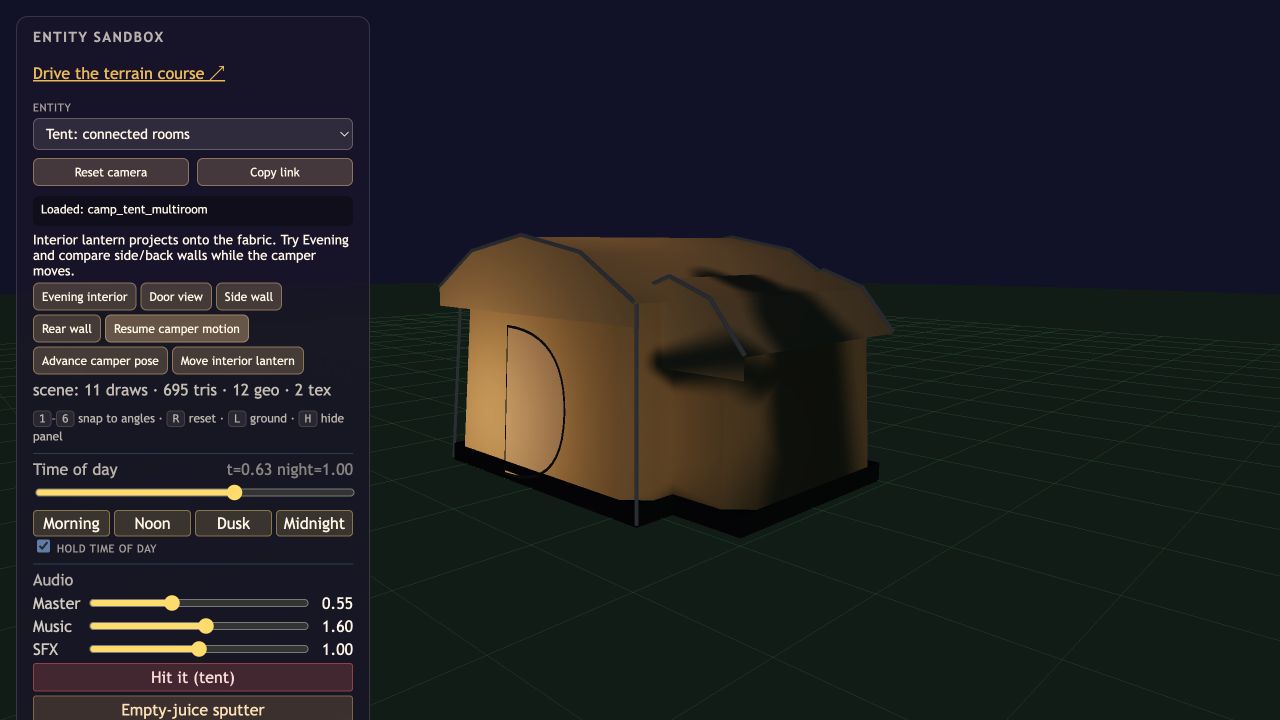 ENTITY SANDBOX
Drive the terrain course ↗
ENTITY
Tent: connected rooms
Reset camera Copy link
Loaded: camp_tent_multiroom
Interior lantern projects onto the fabric. Try Evening
and compare side/back walls while the camper
moves.
Evening interior Door view Side wall
Rear wall Resume camper motion
Advance camper pose Move interior lantern
scene: 11 draws · 695 tris · 12 geo · 2 tex
1-6 snap to angles · R reset · L ground · H hide
panel
Time of day t=0.63 night=1.00
Morning Noon Dusk Midnight
HOLD TIME OF DAY
Audio
Master 0.55
Music 1.60
SFX 1.00
Hit it (tent)
Empty-juice sputter